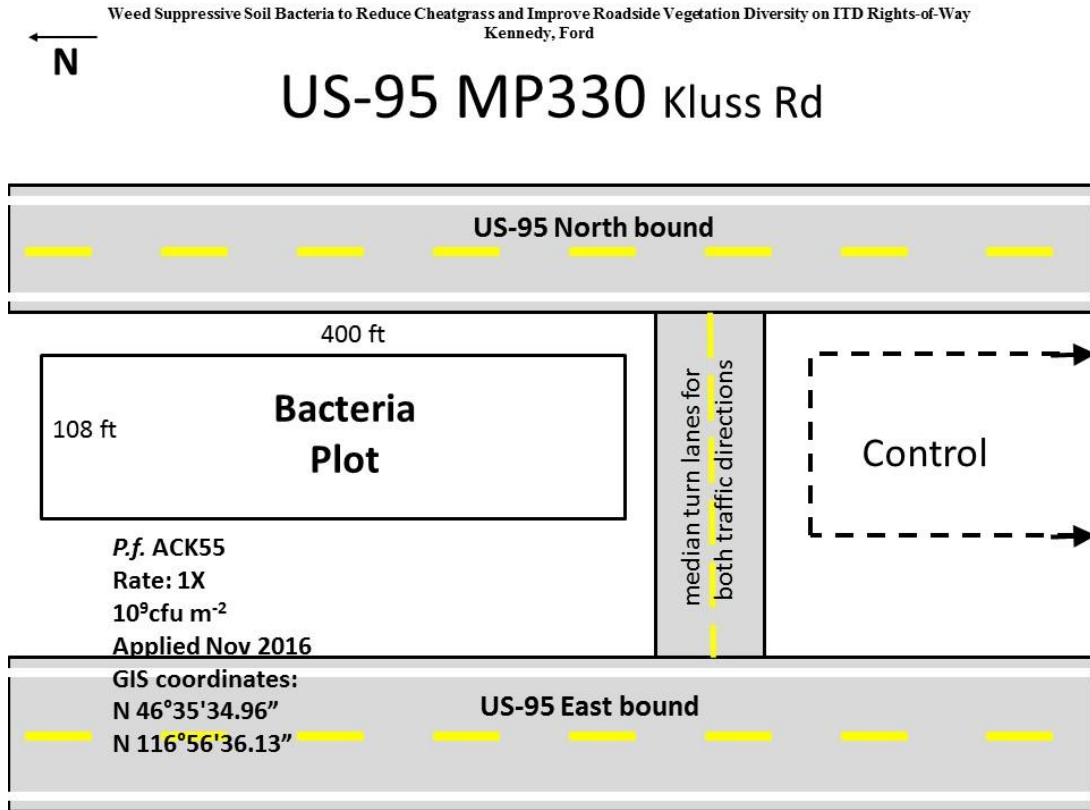 Weed Suppressive Soil Bacteria to Reduce Cheatgrass and Improve Roadside Vegetation Diversity on ITD Rights-of-Way
Kennedy, Ford
N
US-95 MP330 Kluss Rd
US-95 North bound
400 ft
108 ft
Bacteria
Plot
median turn lanes for
both traffic directions
Control
P.f. ACK55
Rate: 1X
10⁹cfu m⁻²
Applied Nov 2016
GIS coordinates:
N 46°35'34.96”
N 116°56'36.13”
US-95 East bound